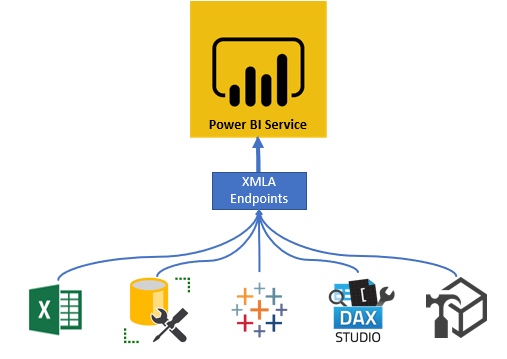 Power BI Service
XMLA
Endpoints
X
DAX
STUDIO